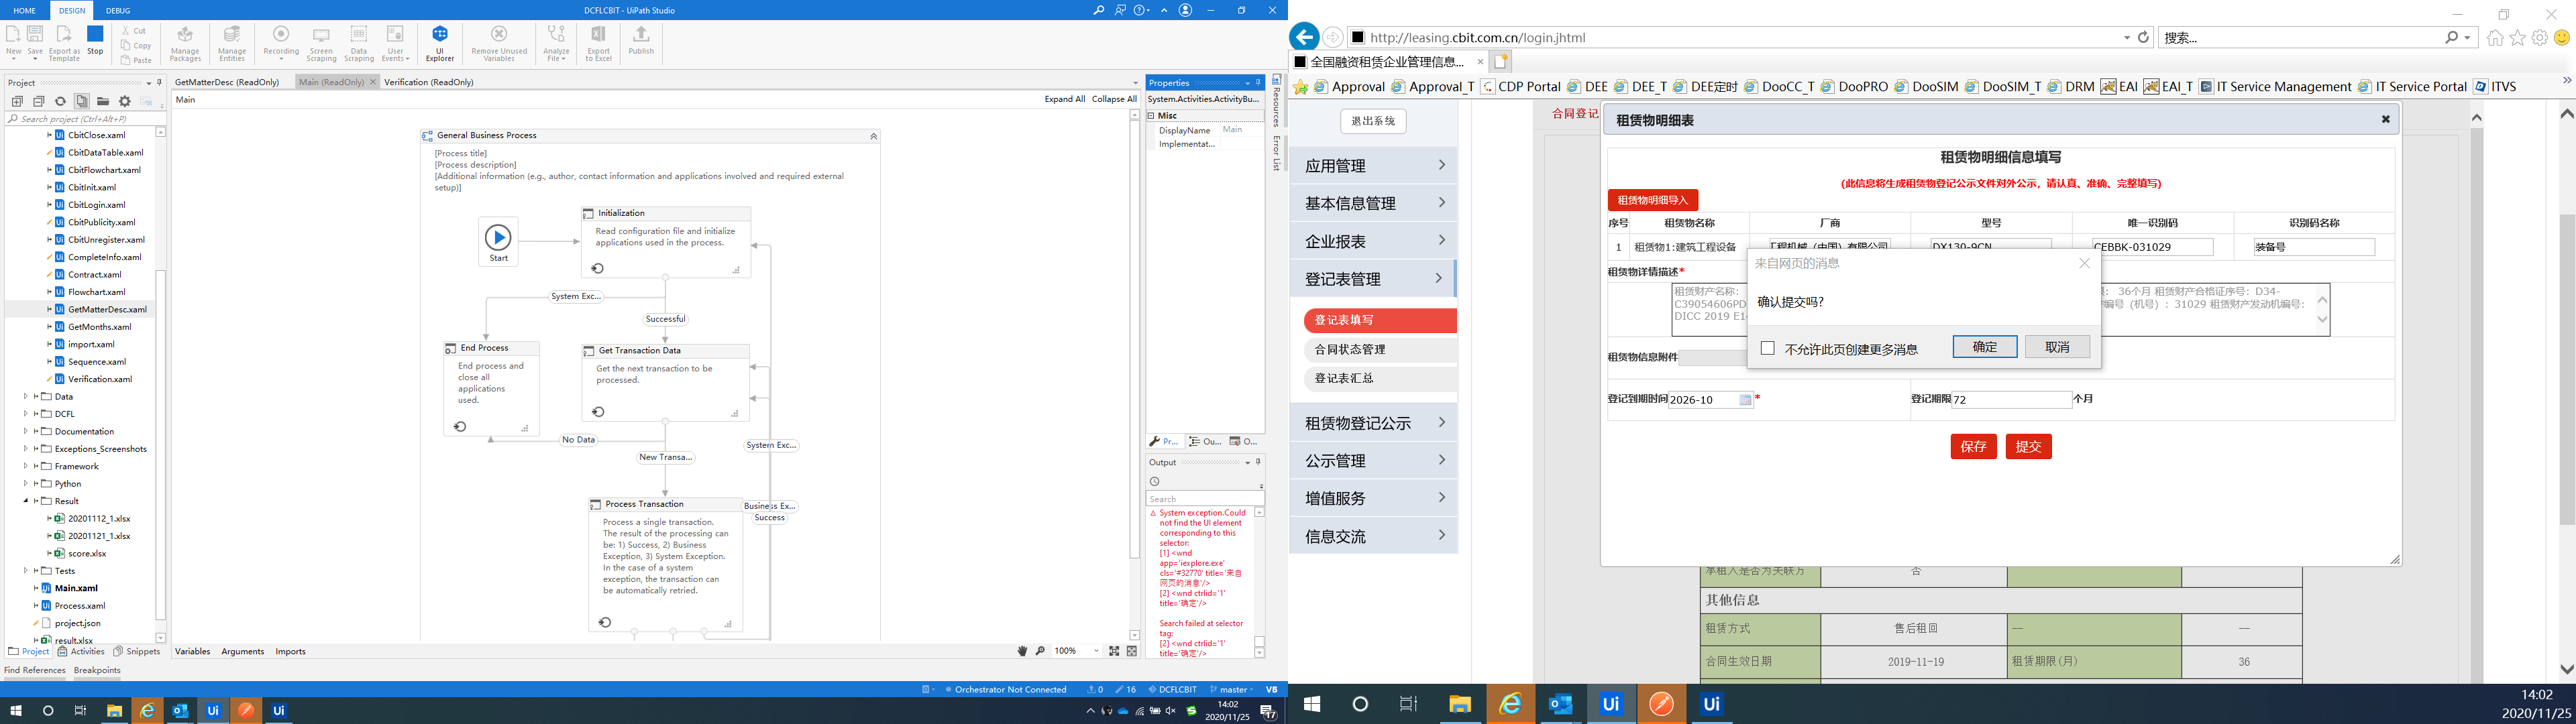 HOME DESIGN DEBUG
DCFLCBIT - UiPath Studio
New
Save
Export as Template
Stop
Cut
Copy
Paste
Manage Packages
Manage Entities
Recording
Screen Scraping
Data Scraping
User Events
UI Explorer
Remove Unused Variables
Analyze File
Export to Excel
Publish
Project
GetMatterDesc (ReadOnly)
Main (ReadOnly)
Verification (ReadOnly)
Search project (Ctrl+Alt+P)
CbitClose.xaml
CbitDataTable.xaml
CbitFlowchart.xaml
CbitInit.xaml
CbitLogin.xaml
CbitPublicity.xaml
CbitUnregister.xaml
CompleteInfo.xaml
Contract.xaml
Flowchart.xaml
GetMatterDesc.xaml
GetMonths.xaml
import.xaml
Sequence.xaml
Verification.xaml
Data
DCFL
Documentation
Exceptions_Screenshots
Framework
Python
Result
20201112_1.xlsx
20201121_1.xlsx
score.xlsx
Tests
Main.xaml
Process.xaml
project.json
result.xlsx
Project Activities Snippets
Find References Breakpoints
Main
Expand All Collapse All
General Business Process
[Process title]
[Process description]
[Additional information (e.g., author, contact information and applications involved and required external
setup)]
Start
Initialization
Read configuration file and initialize
applications used in the process.
System Exc...
Successful
End Process
End process and
close all
applications
used.
Get Transaction Data
Get the next transaction to be
processed.
No Data
New Transa...
System Exc...
Process Transaction
Process a single transaction.
The result of the processing can
be: 1) Success, 2) Business
Exception, 3) System Exception.
In the case of a system
exception, the transaction can
be automatically retried.
Business Ex...
Success
Variables Arguments Imports
100%
Properties
System.Activities.ActivityBu...
Misc
DisplayName Main
Implementat...
Resources
Error List
Pr... Ou... O...
Output
Search
System exception.Could
not find the UI element
corresponding to this
selector:
[1] <wnd
app='iexplore.exe'
cls='#32770' title='来自
网页的消息'/>
[2] <wnd ctrlid='1'
title='确定'/>
Search failed at selector
tag:
[2] <wnd ctrlid='1'
title='确定'/>
Orchestrator Not Connected 0 16 DCFLCBIT master VB
14:02
2020/11/25
17
http://leasing.cbit.com.cn/login.jhtml
搜索...
全国融资租赁企业管理信息...
Approval Approval_T CDP Portal DEE DEE_T DEE定时 DooCC_T DooPRO DooSIM DooSIM_T DRM EAI EAI_T IT Service Management IT Service Portal ITVS
退出系统
应用管理
基本信息管理
企业报表
登记表管理
登记表填写
合同状态管理
登记表汇总
租赁物登记公示
公示管理
增值服务
信息交流
合同登记
租赁物明细表
租赁物明细信息填写
(此信息将生成租赁物登记公示文件对外公示，请认真、准确、完整填写)
租赁物明细导入
序号 租赁物名称 厂商 型号 唯一识别码 识别码名称
1 租赁物1:建筑工程设备 工程机械（中国）有限公司 DX130-9CN CEBBK-031029 装备号
租赁物详情描述*
租赁财产名称: 36个月 租赁财产合格证序号: D34-
C39054606PD 编号 (机号) : 31029 租赁财产发动机编号:
DICC 2019 E1
来自网页的消息
确认提交吗?
不允许此页创建更多消息
确定
取消
租赁物信息附件
登记到期时间 2026-10 *
登记期限 72 个月
保存 提交
承租人是否为关联方 否
其他信息
租赁方式 售后租回 — —
合同生效日期 2019-11-19 租赁期限(月) 36
14:02
2020/11/25